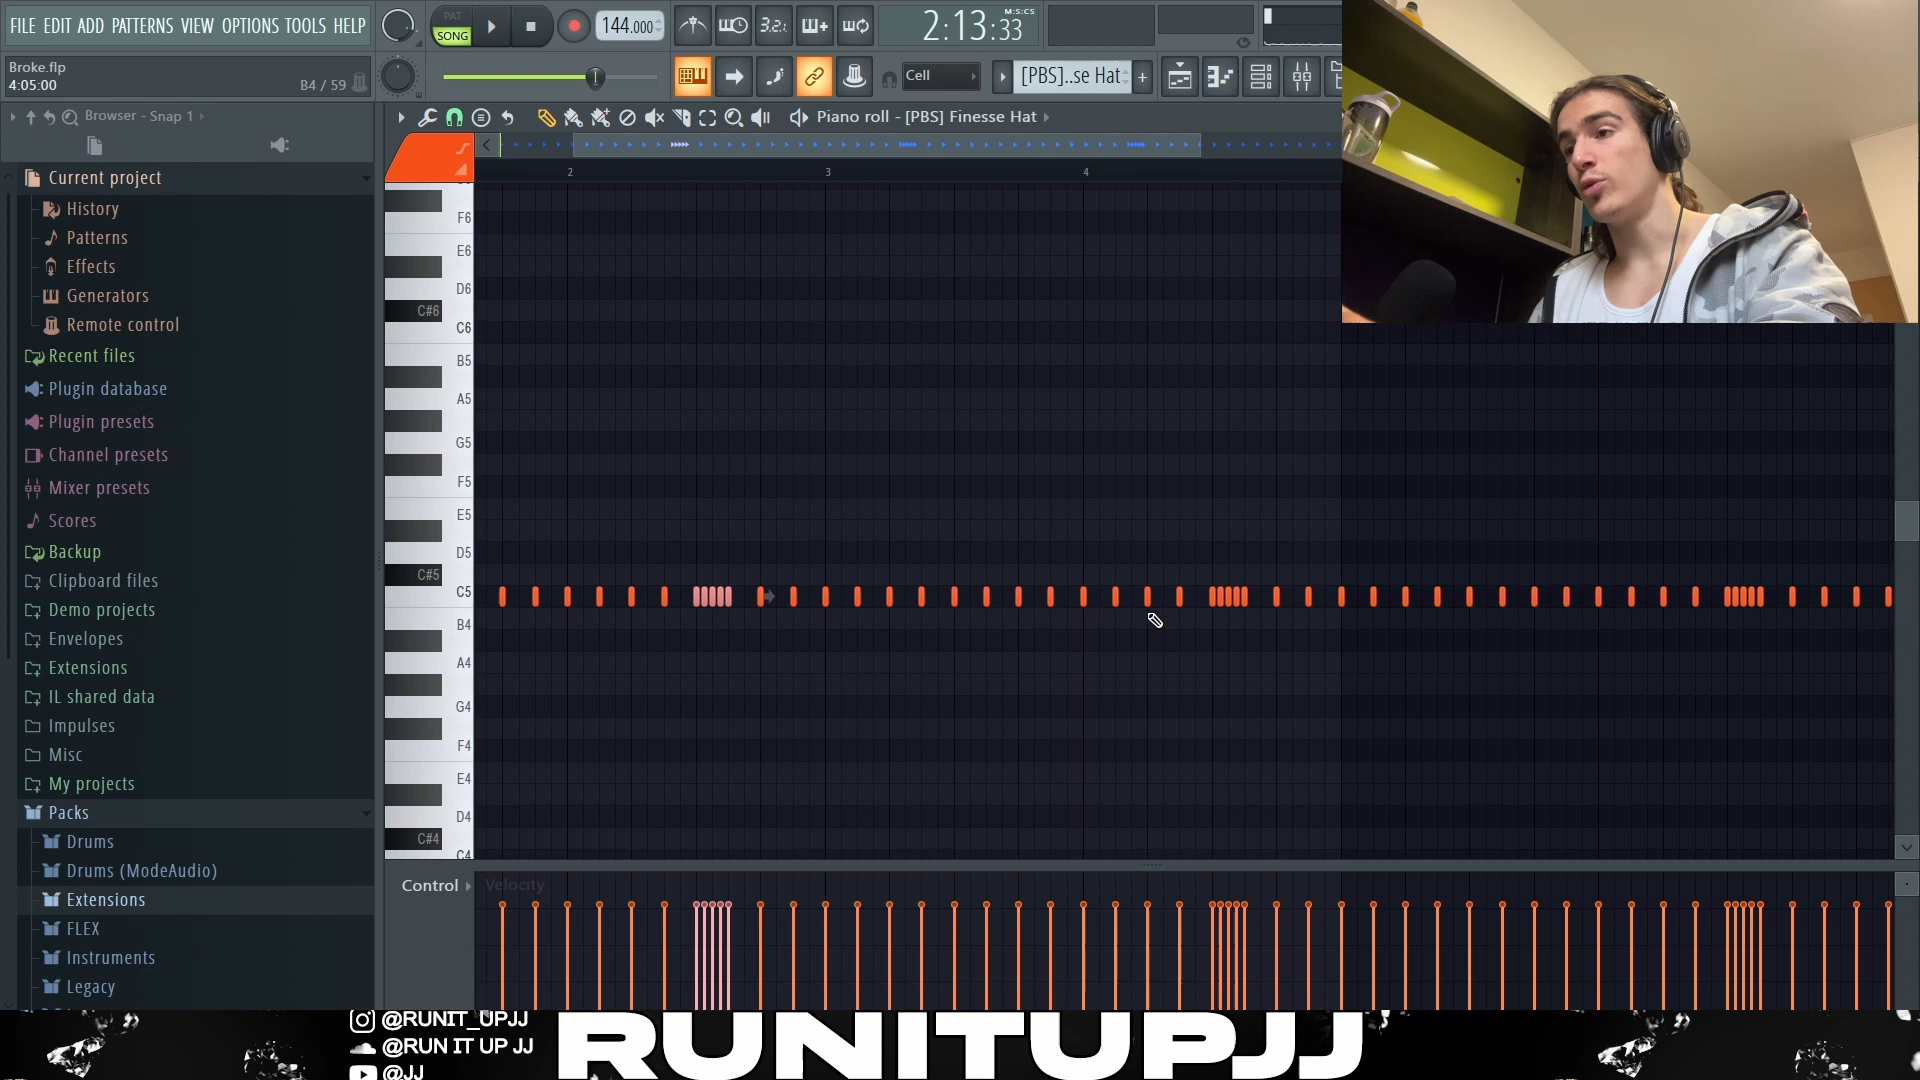 FILE EDIT ADD PATTERNS VIEW OPTIONS TOOLS HELP
PAT
SONG
144.000
3.2.
2:13:33
M:S:CS
Broke.flp
4:05:00
B4 / 59
Cell
[PBS]..se Hat
Browser - Snap 1
Piano roll - [PBS] Finesse Hat
2
3
4
Current project
History
Patterns
Effects
Generators
Remote control
Recent files
Plugin database
Plugin presets
Channel presets
Mixer presets
Scores
Backup
Clipboard files
Demo projects
Envelopes
Extensions
IL shared data
Impulses
Misc
My projects
Packs
Drums
Drums (ModeAudio)
Extensions
FLEX
Instruments
Legacy
F6
E6
D6
C#6
C6
B5
A5
G5
F5
E5
D5
C#5
C5
B4
A4
G4
F4
E4
D4
C#4
C4
Control
Velocity
@RUNIT_UPJJ
@RUN IT UP JJ
@JJ
RUNITUPJJ